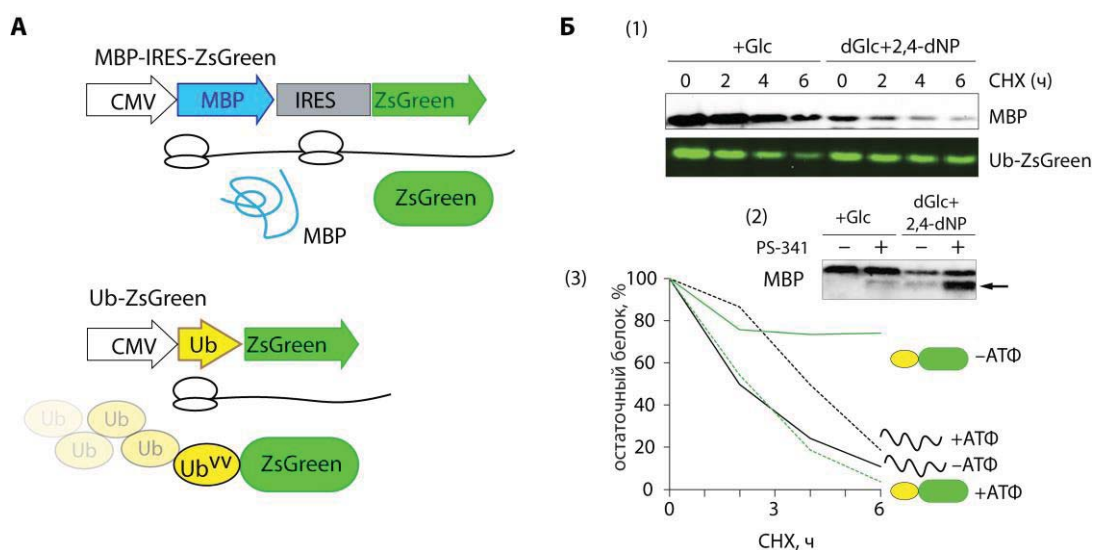 А
MBP-IRES-ZsGreen
CMV MBP IRES ZsGreen
ZsGreen
MBP
Ub-ZsGreen
CMV Ub ZsGreen
Ub Ub
Ub Ub
Ub^VV ZsGreen
Б
(1)
+Glc dGlc+2,4-dNP
0 2 4 6 0 2 4 6 CHX (ч)
MBP
Ub-ZsGreen
(2)
+Glc dGlc+
2,4-dNP
PS-341 – + – +
MBP
(3)
остаточный белок, %
100
80
60
40
20
0
0 3 6
CHX, ч
–АТФ
+АТФ
–АТФ
+АТФ